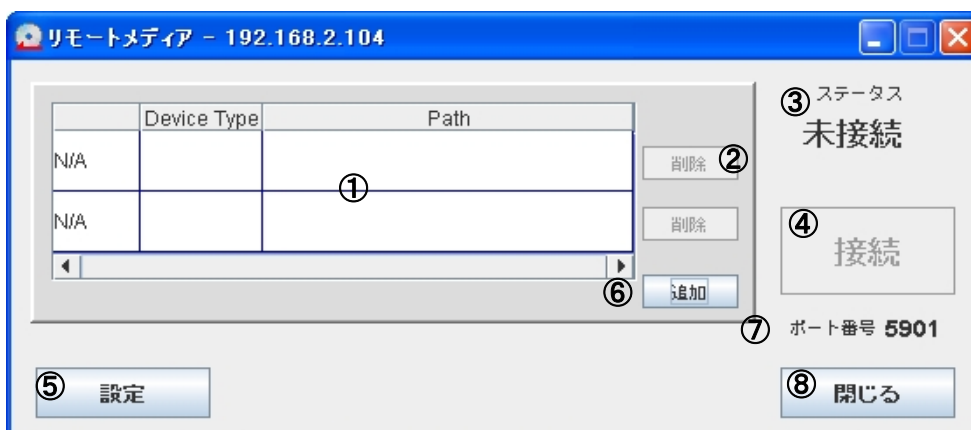 リモートメディア - 192.168.2.104
③ ステータス
未接続
Device Type Path
N/A
① 削除 ②
N/A 削除
④ 接続
⑥ 追加
⑦ ポート番号 5901
⑤ 設定
⑧ 閉じる